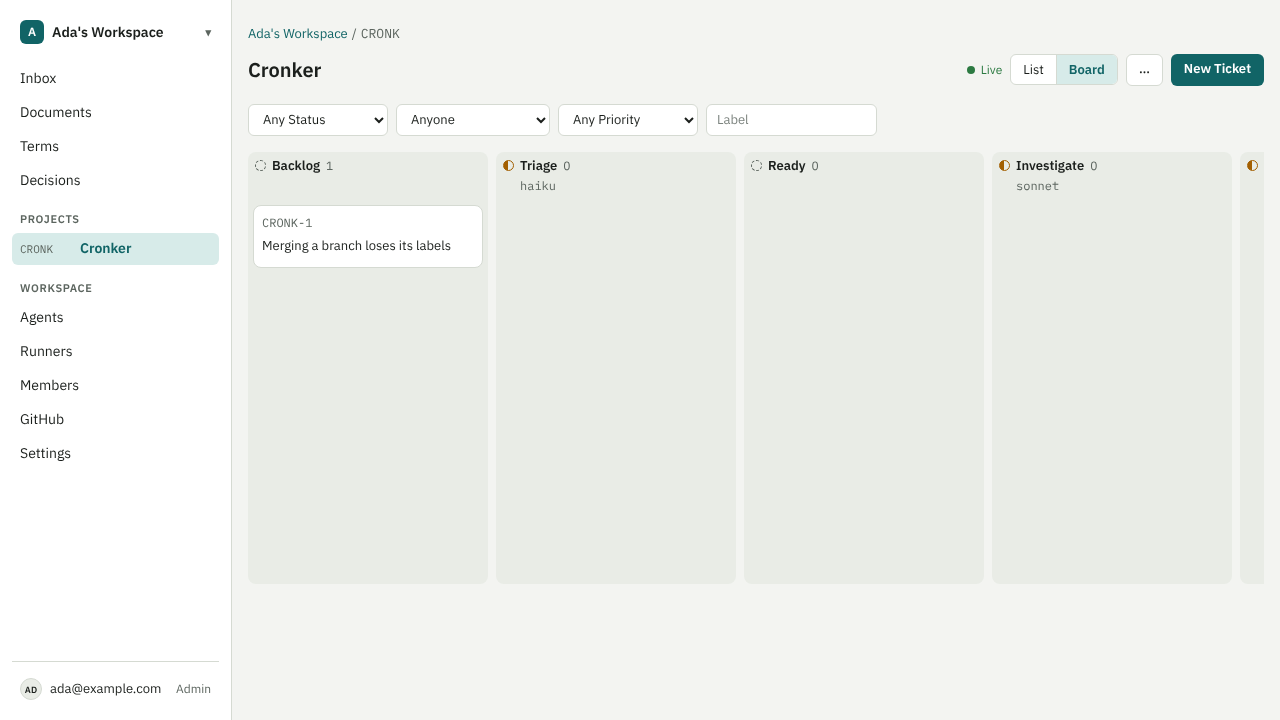 A Ada's Workspace ▾
Inbox
Documents
Terms
Decisions
PROJECTS
CRONK Cronker
WORKSPACE
Agents
Runners
Members
GitHub
Settings
AD ada@example.com Admin
Ada's Workspace / CRONK
Cronker
Live List Board ... New Ticket
Any Status Anyone Any Priority Label
Backlog 1
CRONK-1
Merging a branch loses its labels
Triage 0
haiku
Ready 0
Investigate 0
sonnet